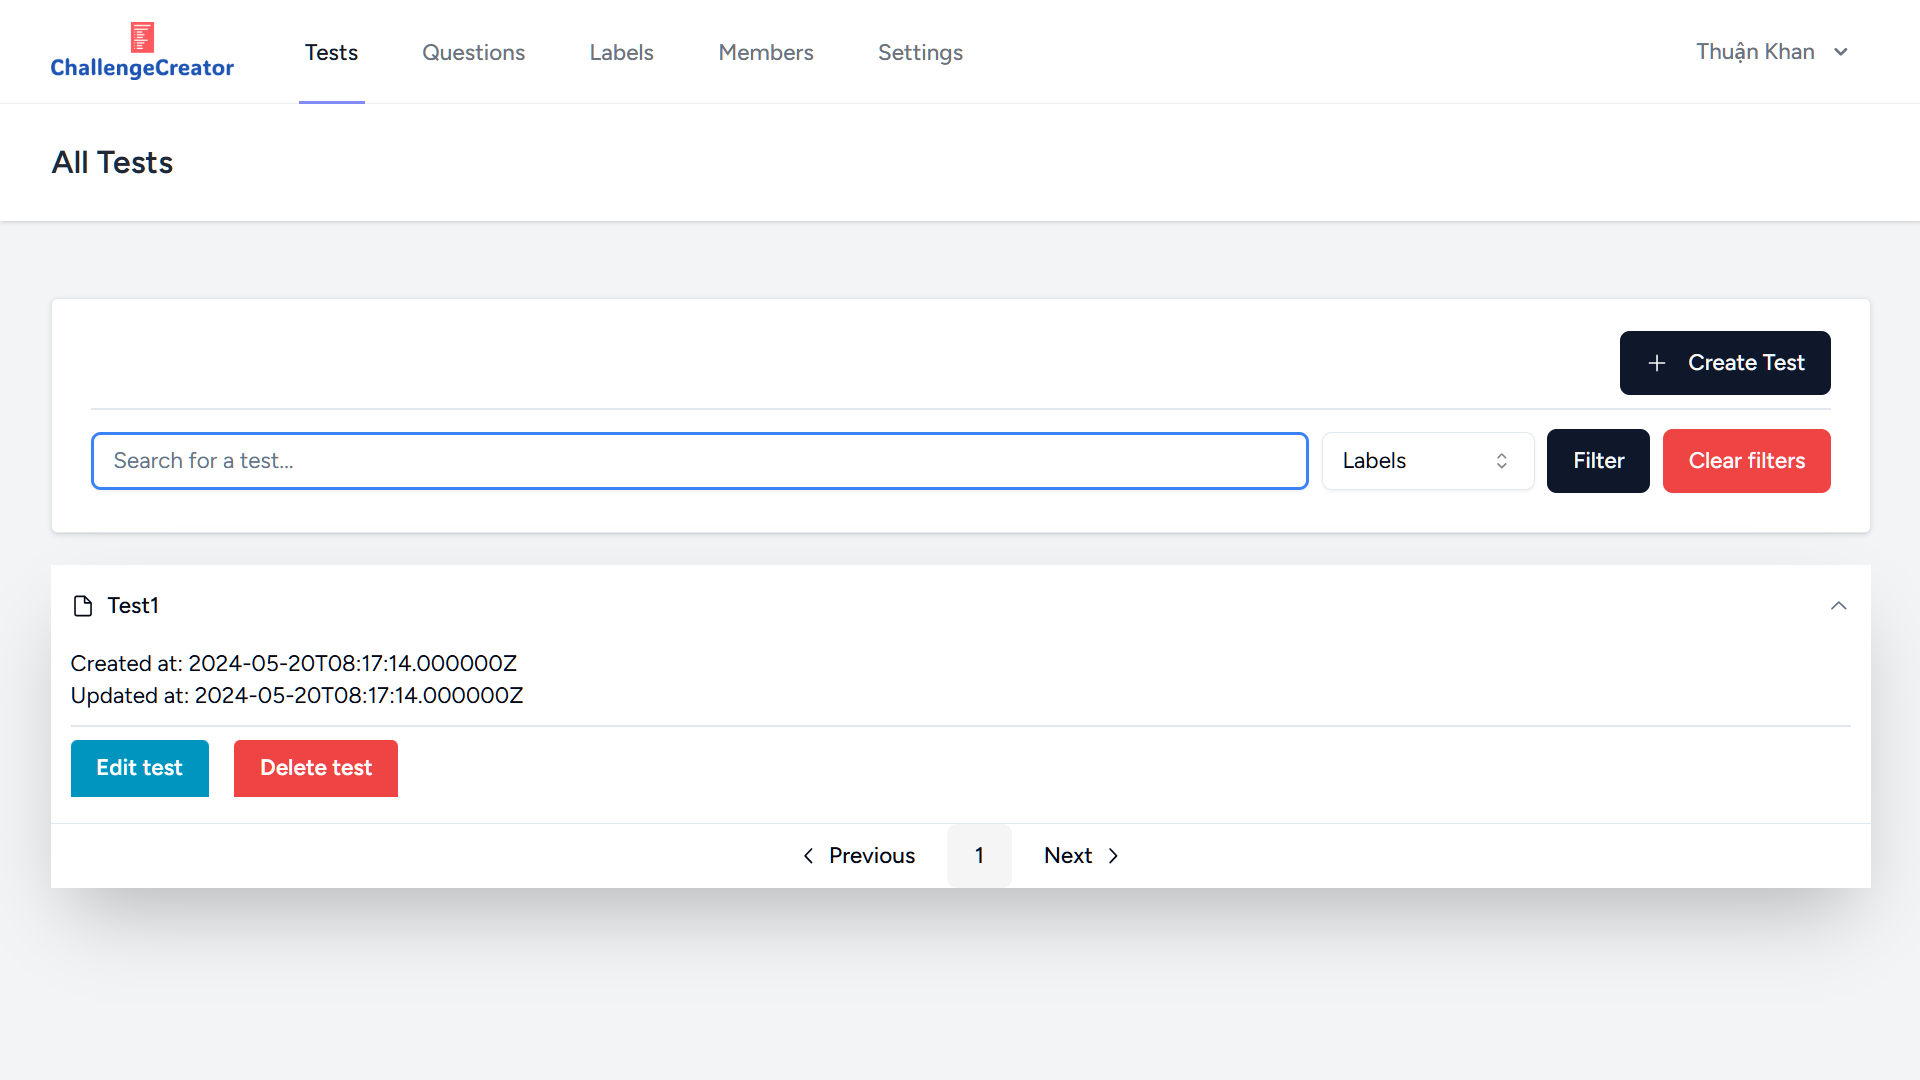 ChallengeCreator
Tests
Questions
Labels
Members
Settings
Thuận Khan
All Tests
Create Test
Search for a test...
Labels
Filter
Clear filters
Test1
Created at: 2024-05-20T08:17:14.000000Z
Updated at: 2024-05-20T08:17:14.000000Z
Edit test
Delete test
Previous
1
Next